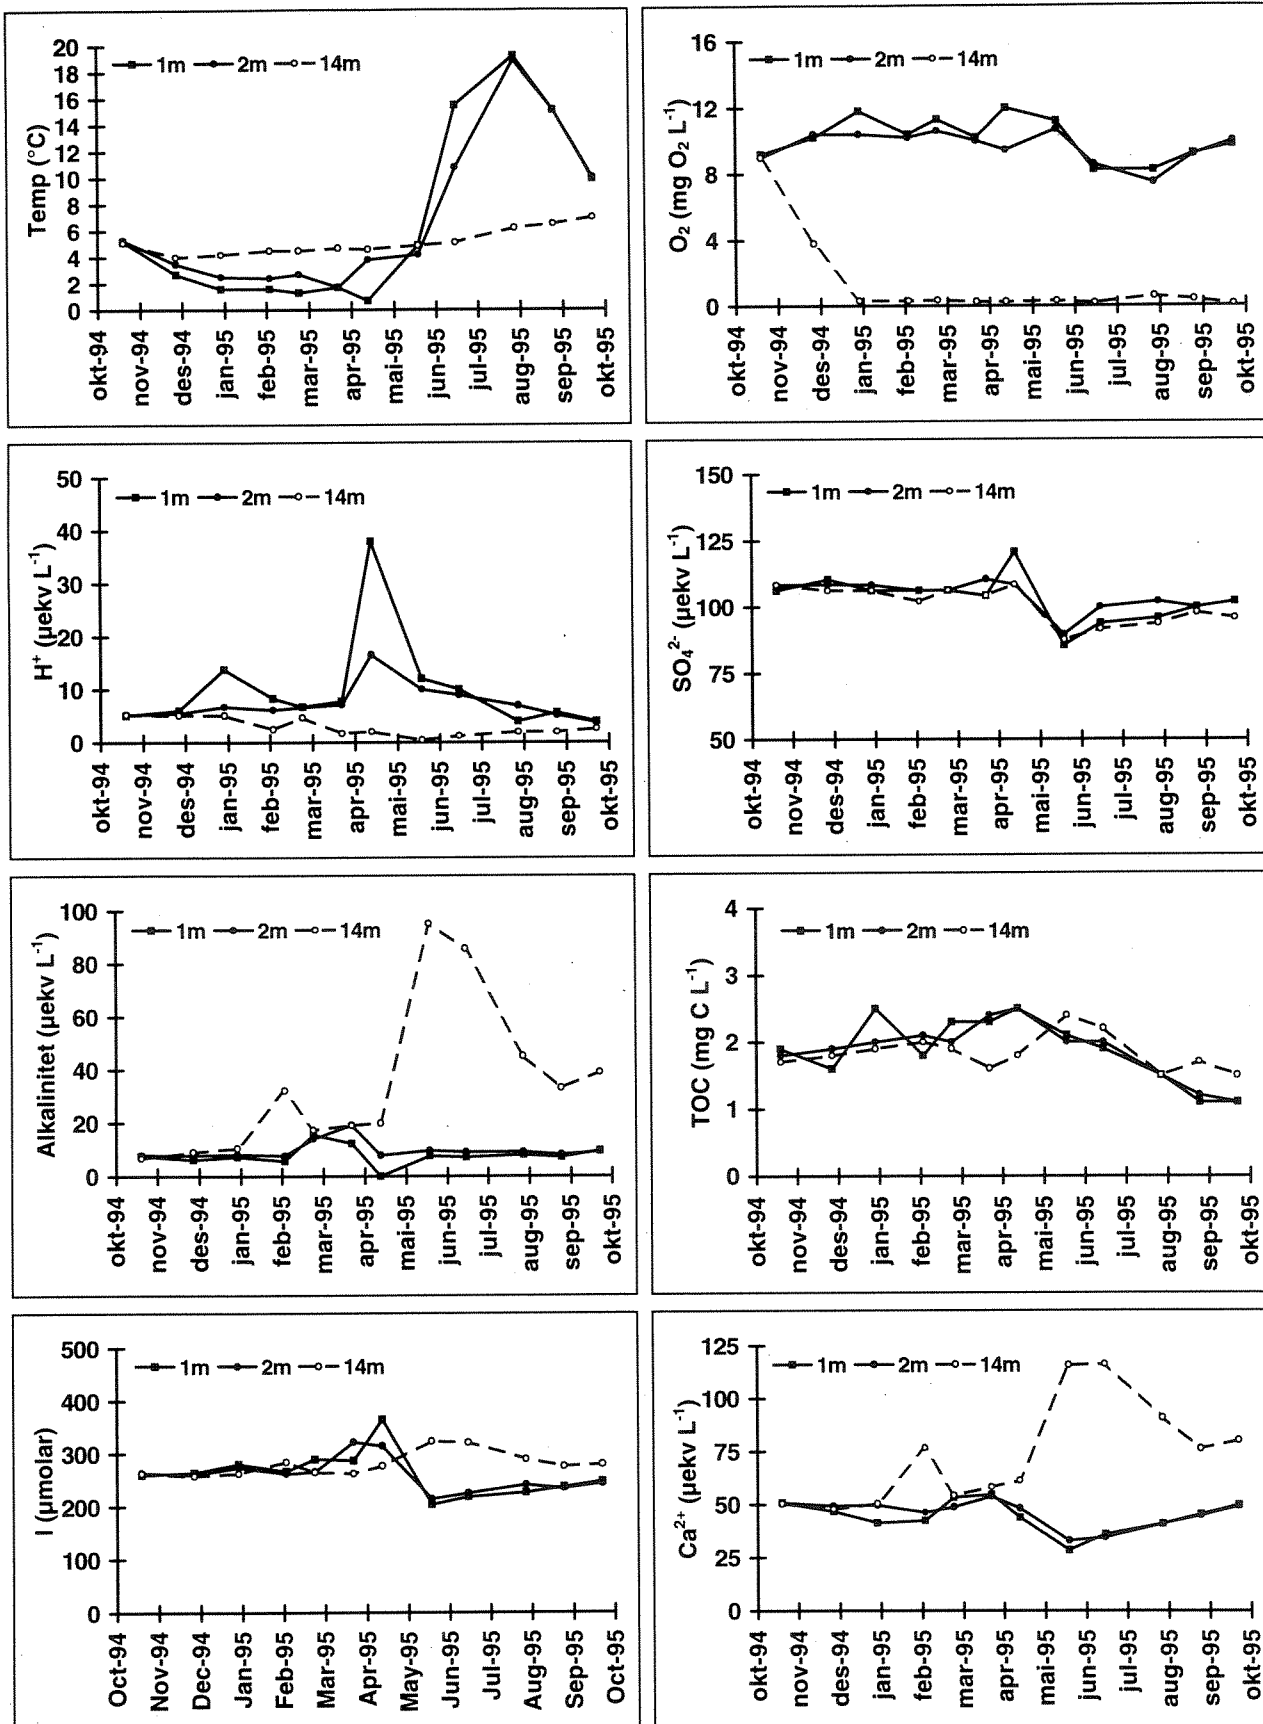 Temp (°C)
20
18
16
14
12
10
8
6
4
2
0
1m 2m 14m
okt-94 nov-94 des-94 jan-95 feb-95 mar-95 apr-95 mai-95 jun-95 jul-95 aug-95 sep-95 okt-95
O₂ (mg O₂ L⁻¹)
16
12
8
4
0
1m 2m 14m
okt-94 nov-94 des-94 jan-95 feb-95 mar-95 apr-95 mai-95 jun-95 jul-95 aug-95 sep-95 okt-95
H⁺ (µekv L⁻¹)
50
40
30
20
10
0
1m 2m 14m
okt-94 nov-94 des-94 jan-95 feb-95 mar-95 apr-95 mai-95 jun-95 jul-95 aug-95 sep-95 okt-95
SO₄²⁻ (µekv L⁻¹)
150
125
100
75
50
1m 2m 14m
okt-94 nov-94 des-94 jan-95 feb-95 mar-95 apr-95 mai-95 jun-95 jul-95 aug-95 sep-95 okt-95
Alkalinitet (µekv L⁻¹)
100
80
60
40
20
0
1m 2m 14m
okt-94 nov-94 des-94 jan-95 feb-95 mar-95 apr-95 mai-95 jun-95 jul-95 aug-95 sep-95 okt-95
TOC (mg C L⁻¹)
4
3
2
1
0
1m 2m 14m
okt-94 nov-94 des-94 jan-95 feb-95 mar-95 apr-95 mai-95 jun-95 jul-95 aug-95 sep-95 okt-95
I (µmolar)
500
400
300
200
100
0
1m 2m 14m
Oct-94 Nov-94 Dec-94 Jan-95 Feb-95 Mar-95 Apr-95 May-95 Jun-95 Jul-95 Aug-95 Sep-95 Oct-95
Ca²⁺ (µekv L⁻¹)
125
100
75
50
25
0
1m 2m 14m
okt-94 nov-94 des-94 jan-95 feb-95 mar-95 apr-95 mai-95 jun-95 jul-95 aug-95 sep-95 okt-95